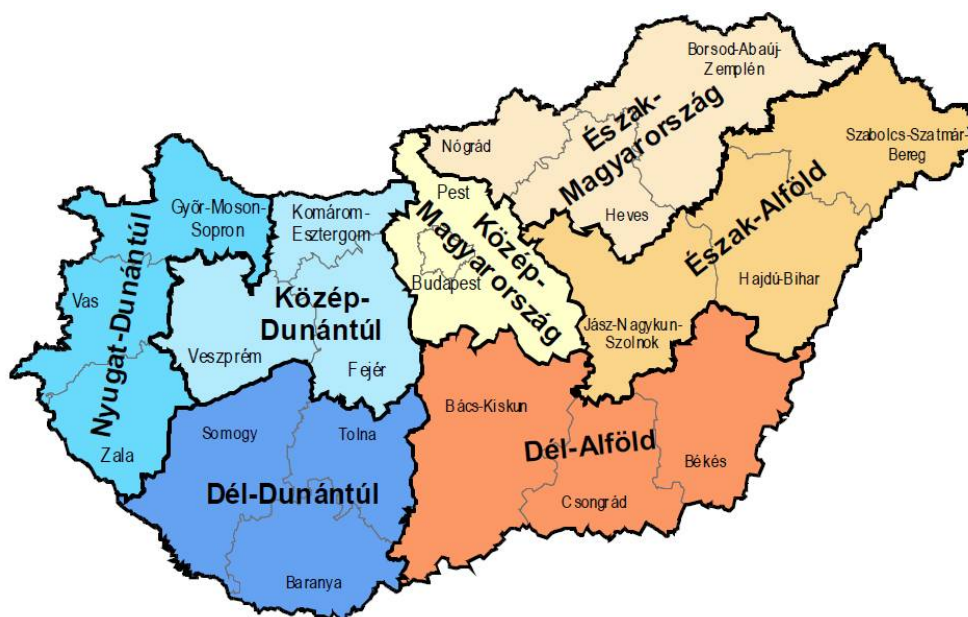 Borsod-Abaúj-
Zemplén
Észak-
Magyarország
Nógrád
Heves
Szabolcs-Szatmár-
Bereg
Észak-Alföld
Hajdú-Bihar
Jász-Nagykun-
Szolnok
Pest
Közép-
Magyarország
Budapest
Győr-Moson-
Sopron
Nyugat-Dunántúl
Vas
Zala
Komárom-
Esztergom
Közép-
Dunántúl
Veszprém
Fejér
Somogy
Tolna
Dél-Dunántúl
Baranya
Bács-Kiskun
Dél-Alföld
Békés
Csongrád